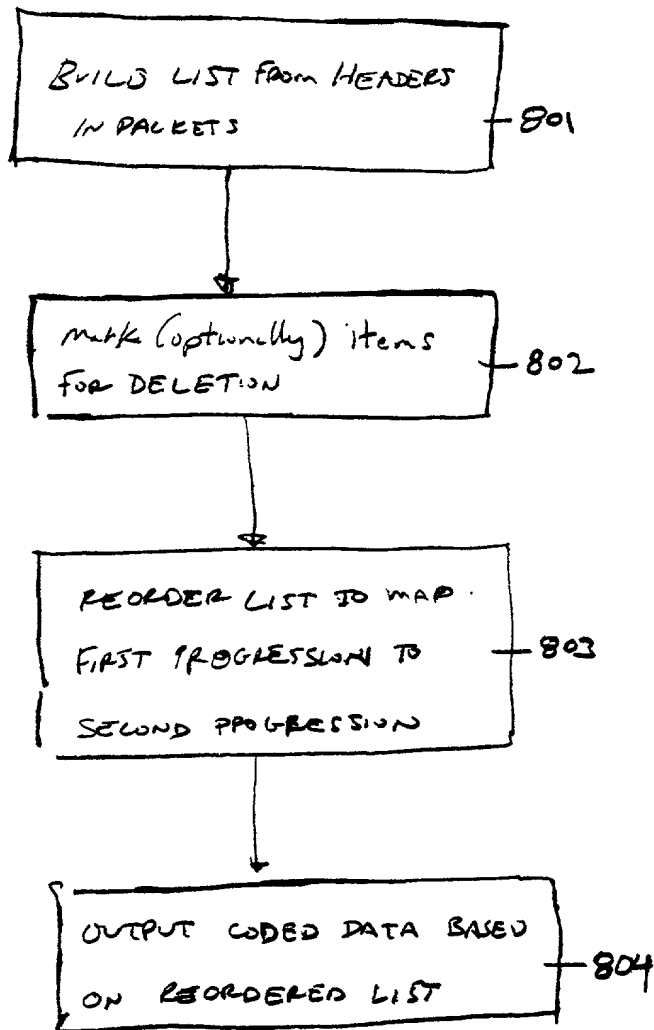 BUILD LIST FROM HEADERS
IN PACKETS
801
Mark (optionally) items
FOR DELETION
802
REORDER LIST TO MAP
FIRST PROGRESSION TO
SECOND PROGRESSION
803
OUTPUT CODED DATA BASED
ON REORDERED LIST
804